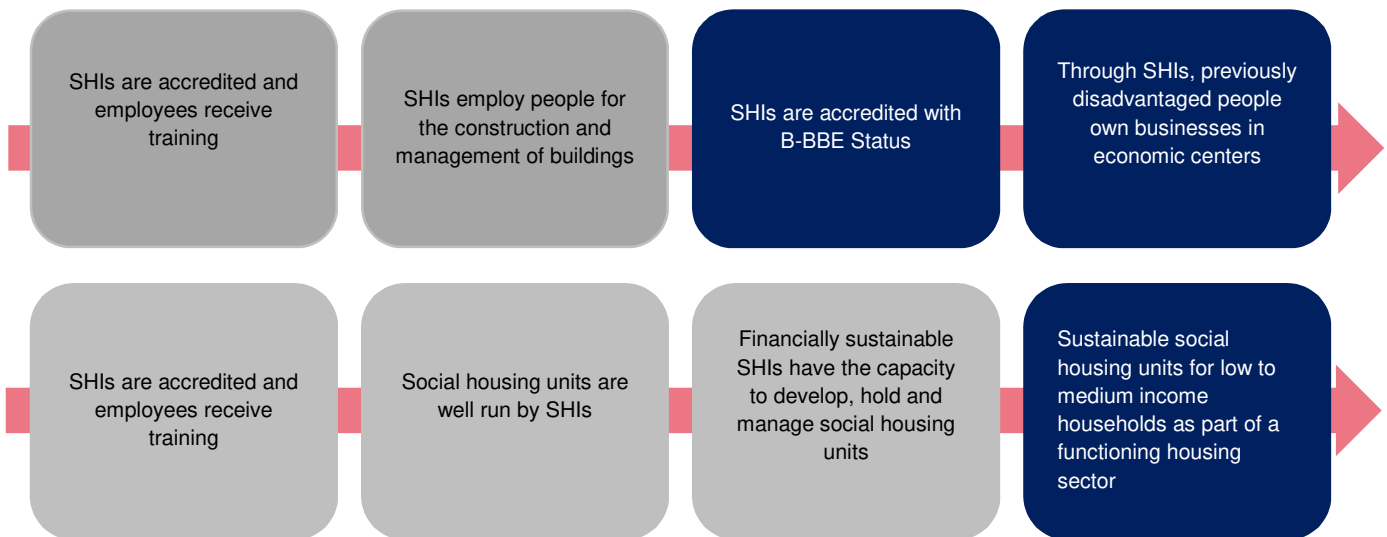 SHIs are accredited and
employees receive
training
SHIs employ people for
the construction and
management of buildings
SHIs are accredited with
B-BBE Status
Through SHIs, previously
disadvantaged people
own businesses in
economic centers
SHIs are accredited and
employees receive
training
Social housing units are
well run by SHIs
Financially sustainable
SHIs have the capacity
to develop, hold and
manage social housing
units
Sustainable social
housing units for low to
medium income
households as part of a
functioning housing
sector